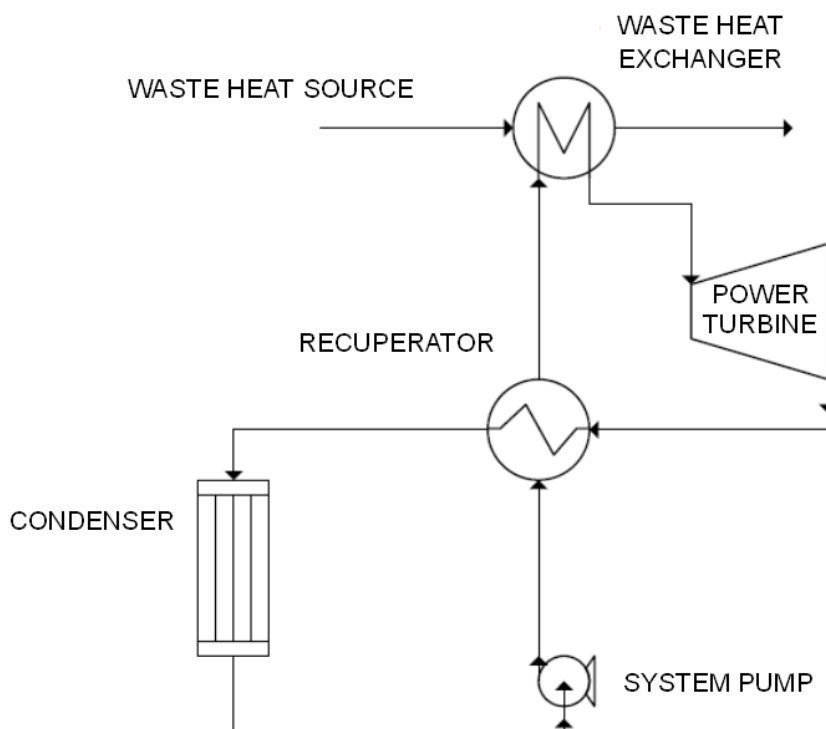 WASTE HEAT
EXCHANGER
WASTE HEAT SOURCE
POWER
TURBINE
RECUPERATOR
CONDENSER
SYSTEM PUMP